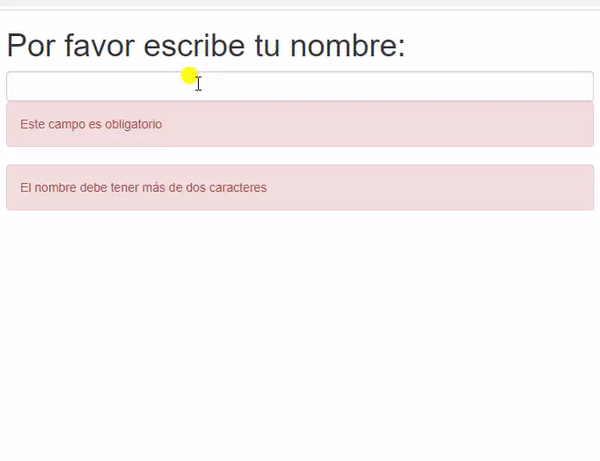 Por favor escribe tu nombre:
Este campo es obligatorio
El nombre debe tener más de dos caracteres